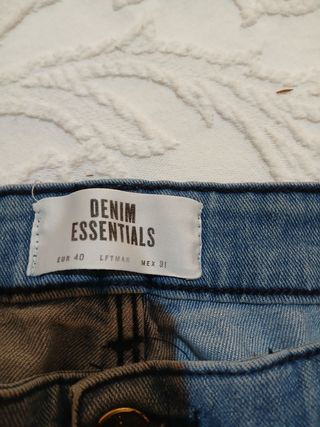 DENIM
ESSENTIALS
EUR 40 LFTMAN MEX 31